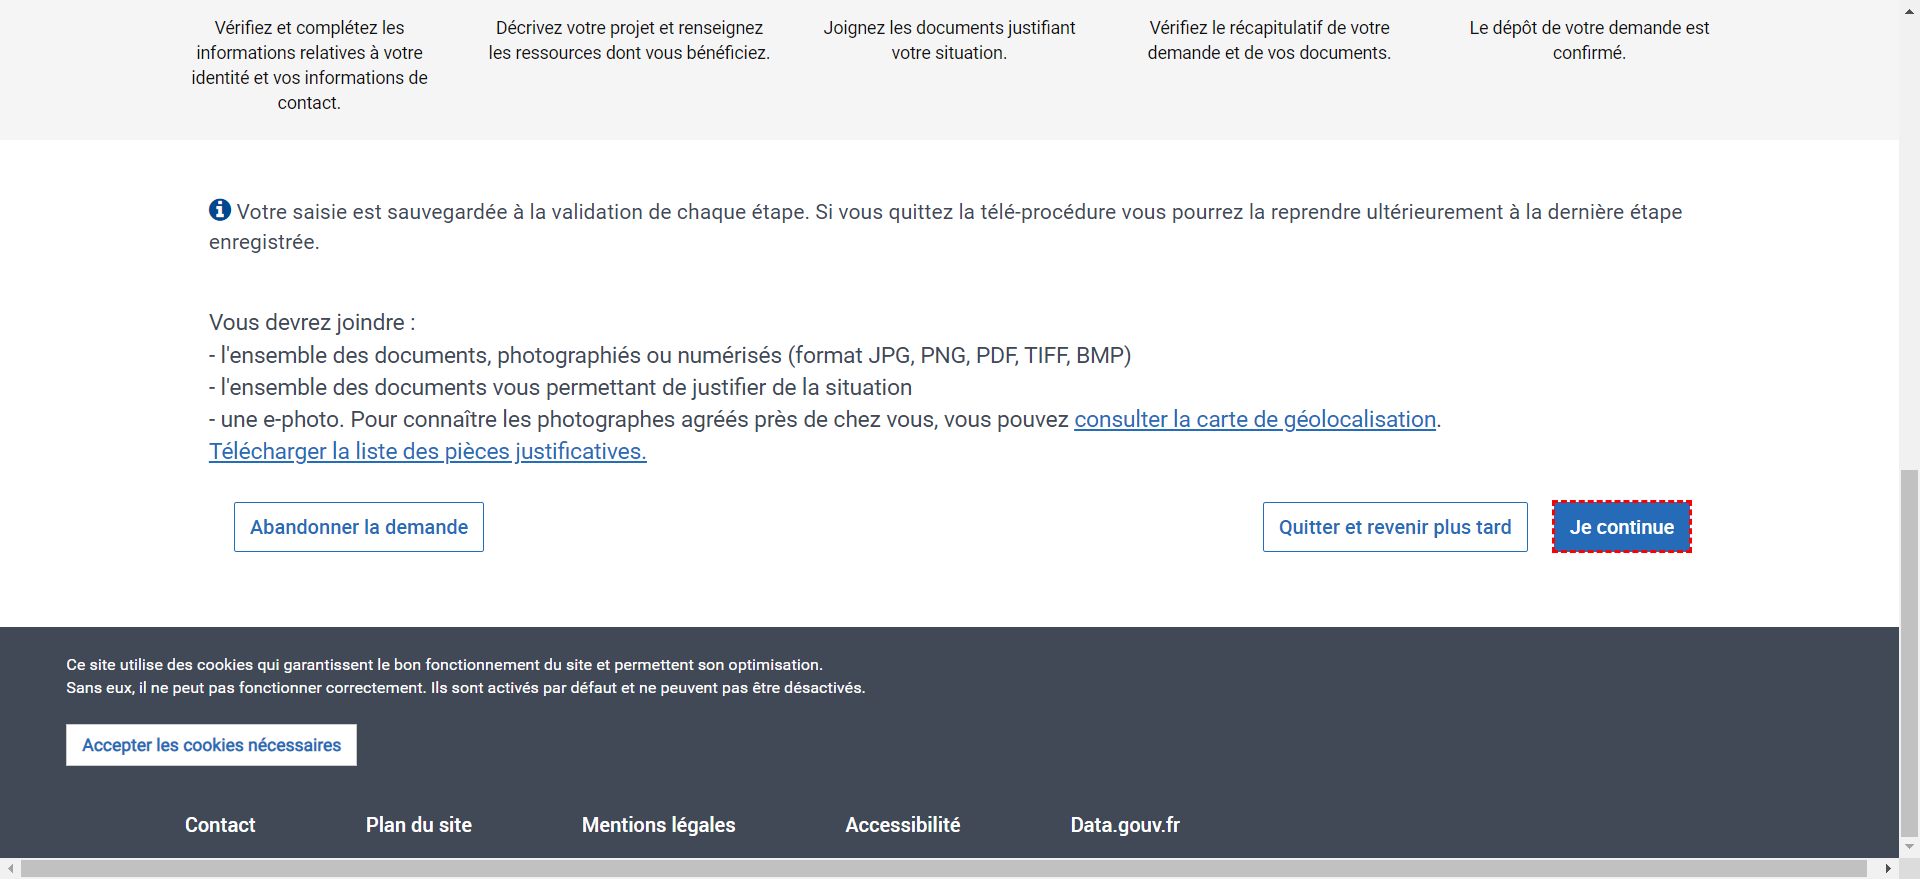 Vérifiez et complétez les
informations relatives à votre
identité et vos informations de
contact.
Décrivez votre projet et renseignez
les ressources dont vous bénéficiez.
Joignez les documents justifiant
votre situation.
Vérifiez le récapitulatif de votre
demande et de vos documents.
Le dépôt de votre demande est
confirmé.
Votre saisie est sauvegardée à la validation de chaque étape. Si vous quittez la télé-procédure vous pourrez la reprendre ultérieurement à la dernière étape
enregistrée.
Vous devrez joindre :
- l'ensemble des documents, photographiés ou numérisés (format JPG, PNG, PDF, TIFF, BMP)
- l'ensemble des documents vous permettant de justifier de la situation
- une e-photo. Pour connaître les photographes agréés près de chez vous, vous pouvez consulter la carte de géolocalisation.
Télécharger la liste des pièces justificatives.
Abandonner la demande
Quitter et revenir plus tard
Je continue
Ce site utilise des cookies qui garantissent le bon fonctionnement du site et permettent son optimisation.
Sans eux, il ne peut pas fonctionner correctement. Ils sont activés par défaut et ne peuvent pas être désactivés.
Accepter les cookies nécessaires
Contact
Plan du site
Mentions légales
Accessibilité
Data.gouv.fr